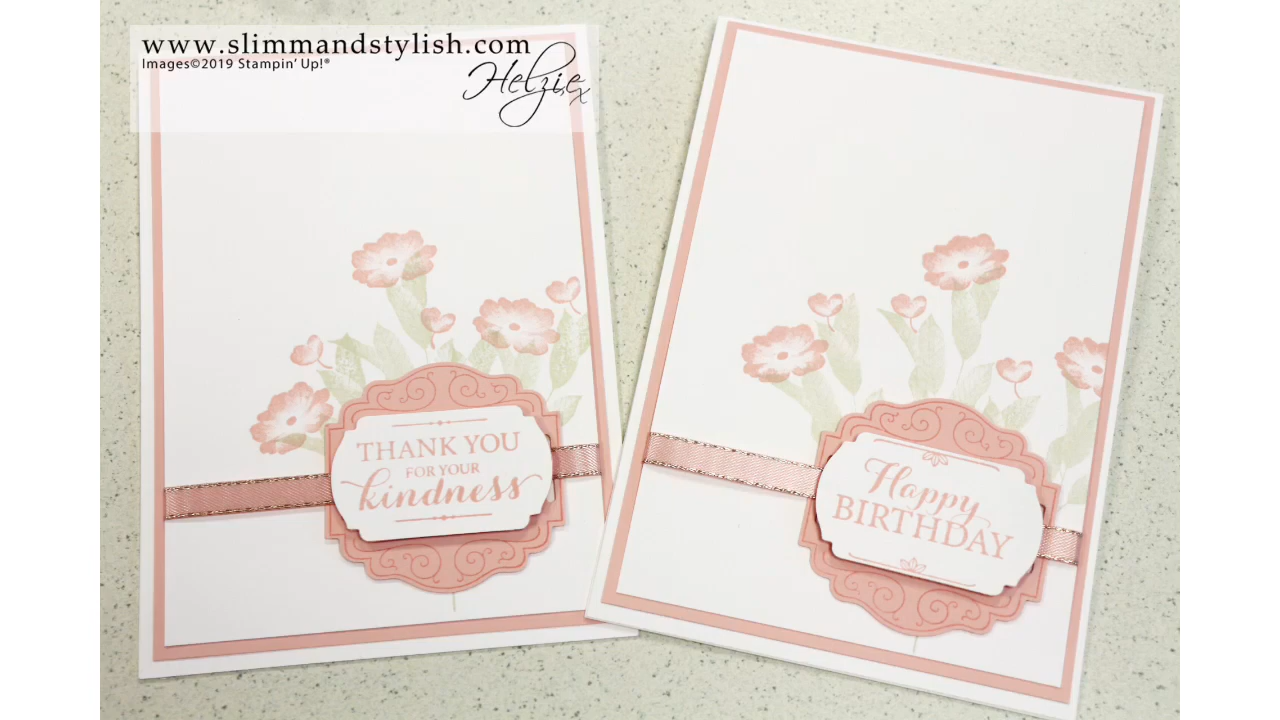 www.slimmandstylish.com
Images©2019 Stampin' Up!®
Helzie x
THANK YOU
FOR YOUR
kindness
Happy
BIRTHDAY